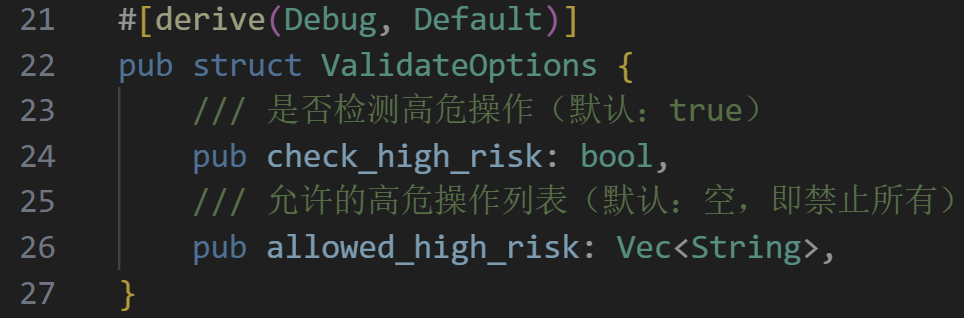 21 #[derive(Debug, Default)]
22 pub struct ValidateOptions {
23 /// 是否检测高危操作（默认：true）
24 pub check_high_risk: bool,
25 /// 允许的高危操作列表（默认：空，即禁止所有）
26 pub allowed_high_risk: Vec<String>,
27 }